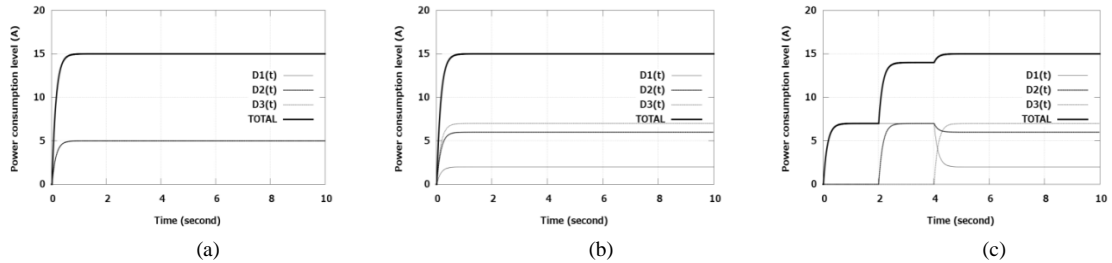 Power consumption level (A)
20
15
10
5
0
D1(t)
D2(t)
D3(t)
TOTAL
0 2 4 6 8 10
Time (second)
(a)
Power consumption level (A)
20
15
10
5
0
D1(t)
D2(t)
D3(t)
TOTAL
0 2 4 6 8 10
Time (second)
(b)
Power consumption level (A)
20
15
10
5
0
D1(t)
D2(t)
D3(t)
TOTAL
0 2 4 6 8 10
Time (second)
(c)